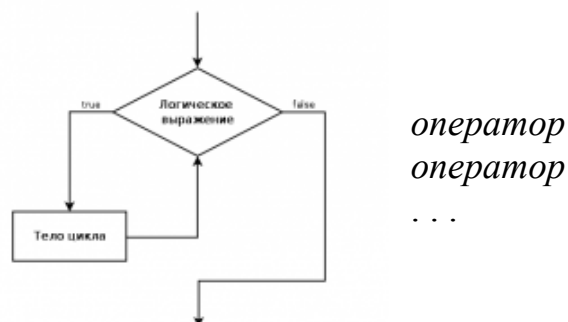 Логическое
выражение
true
false
Тело цикла
оператор
оператор
. . .